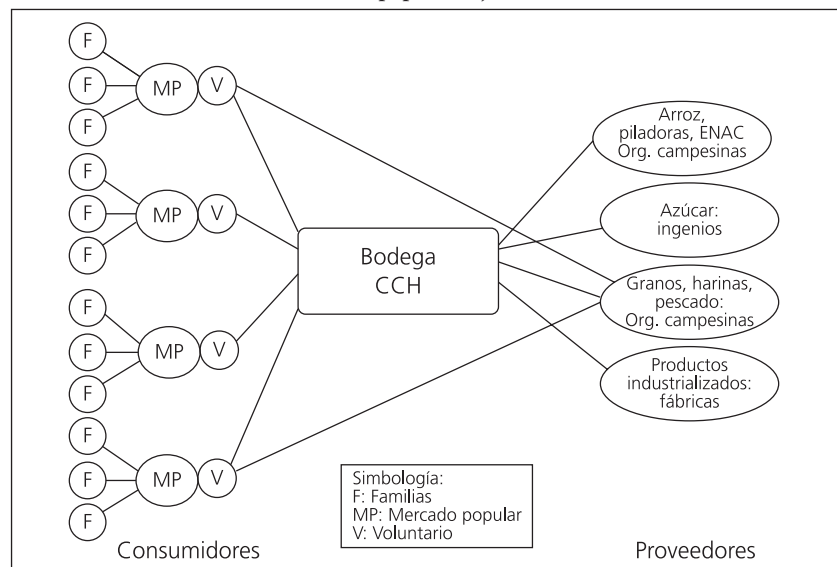 F
F
F
MP
V
F
F
F
MP
V
F
F
F
MP
V
F
F
F
MP
V
Bodega
CCH
Arroz,
piladoras, ENAC
Org. campesinas
Azúcar:
ingenios
Granos, harinas,
pescado:
Org. campesinas
Productos
industrializados:
fábricas
Simbología:
F: Familias
MP: Mercado popular
V: Voluntario
Consumidores
Proveedores